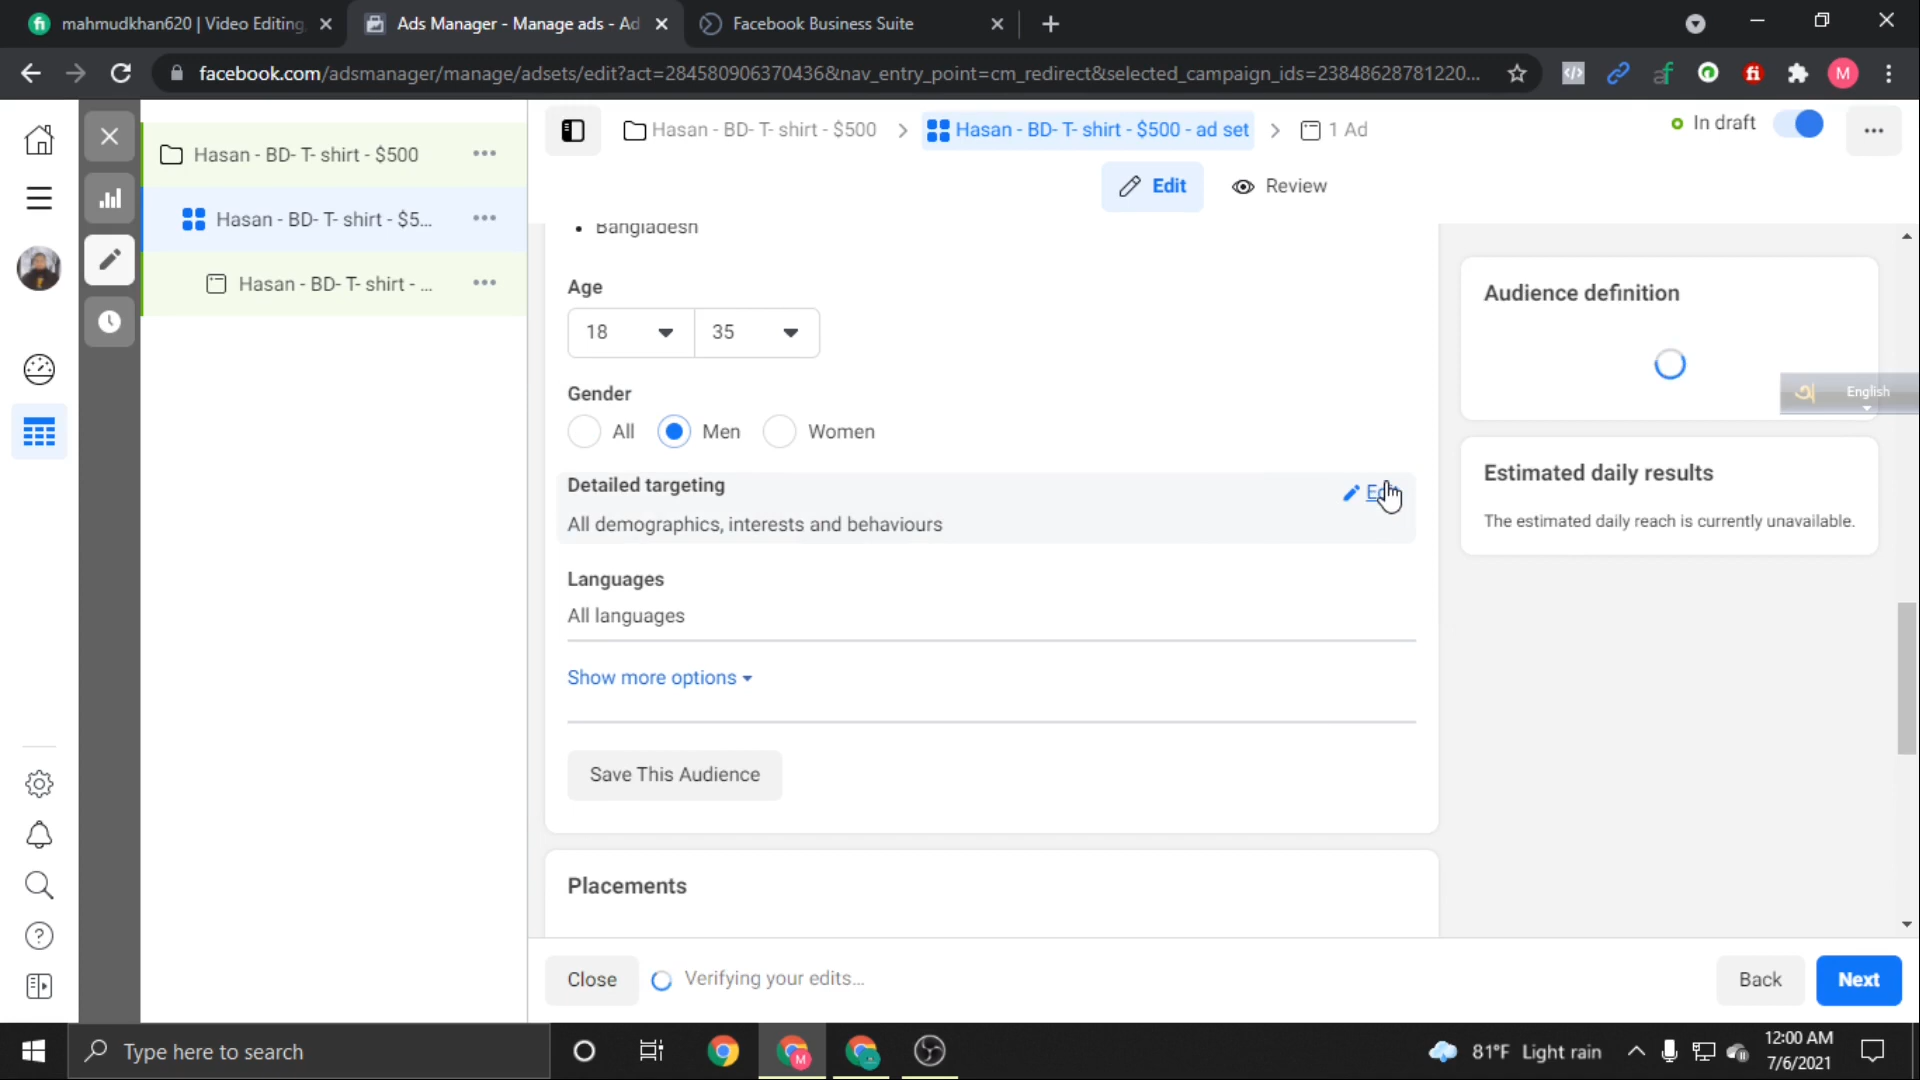 mahmudkhan620 | Video Editing,
Ads Manager - Manage ads - Ad
Facebook Business Suite
facebook.com/adsmanager/manage/adsets/edit?act=284580906370436&nav_entry_point=cm_redirect&selected_campaign_ids=23848628781220...
M
Hasan - BD- T- shirt - $500
Hasan - BD- T- shirt - $500 - ad set
1 Ad
In draft
Edit
Review
Hasan - BD- T- shirt - $500
Hasan - BD- T- shirt - $5...
Hasan - BD- T- shirt - ...
Bangladesh
Age
18
35
Gender
All
Men
Women
Detailed targeting
All demographics, interests and behaviours
Languages
All languages
Show more options
Save This Audience
Placements
Audience definition
অ English
Estimated daily results
The estimated daily reach is currently unavailable.
Close
Verifying your edits...
Back
Next
Type here to search
81°F Light rain
12:00 AM
7/6/2021